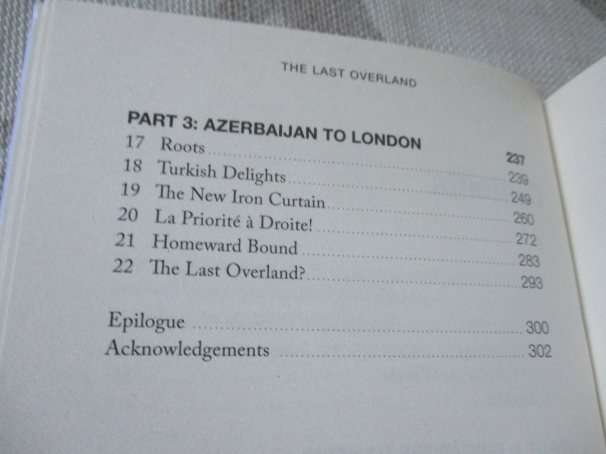 THE LAST OVERLAND
PART 3: AZERBAIJAN TO LONDON 237
17 Roots 239
18 Turkish Delights 249
19 The New Iron Curtain 260
20 La Priorité à Droite! 272
21 Homeward Bound 283
22 The Last Overland? 293
Epilogue 300
Acknowledgements 302